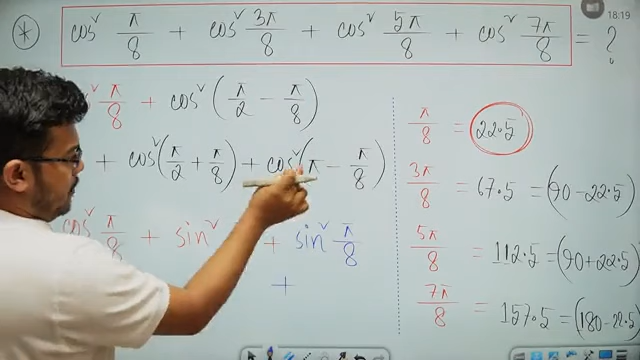 18:19
* cos² π/8 + cos² 3π/8 + cos² 5π/8 + cos² 7π/8 = ?
cos² π/8 + cos² (π/2 − π/8)
+ cos² (π/2 + π/8) + cos² (π − π/8)
cos² π/8 + sin² + sin² π/8
+
π/8 = 22.5
3π/8 = 67.5 = (90 − 22.5)
5π/8 = 112.5 = (90 + 22.5)
7π/8 = 157.5 = (180 − 22.5)